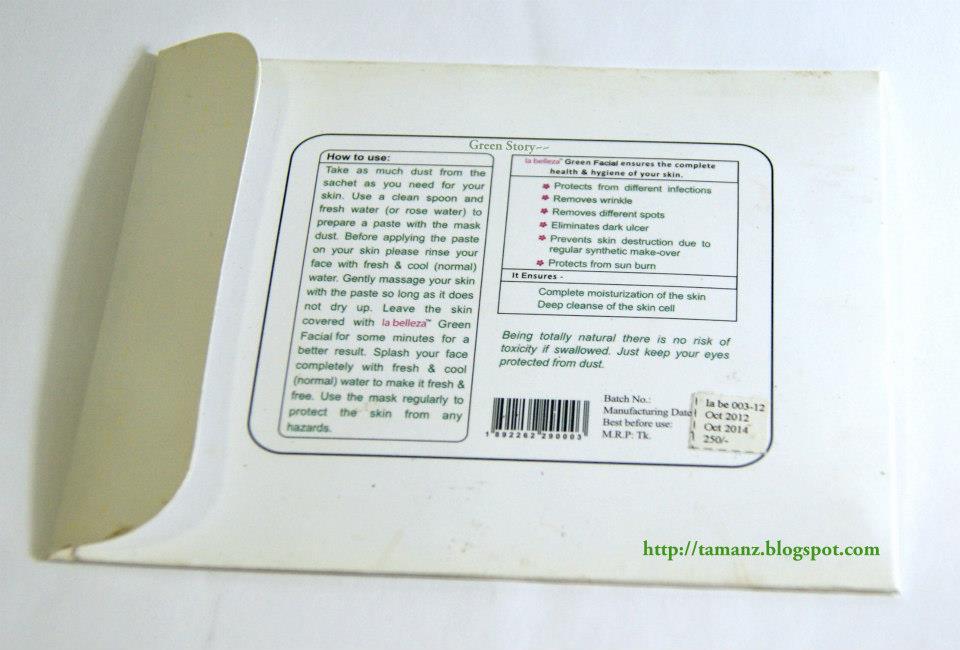 Green Story~~
How to use:
Take as much dust from the
sachet as you need for your
skin. Use a clean spoon and
fresh water (or rose water) to
prepare a paste with the mask
dust. Before applying the paste
on your skin please rinse your
face with fresh & cool (normal)
water. Gently massage your skin
with the paste so long as it does
not dry up. Leave the skin
covered with la belleza™ Green
Facial for some minutes for a
better result. Splash your face
completely with fresh & cool
(normal) water to make it fresh &
free. Use the mask regularly to
protect the skin from any
hazards.
la belleza™ Green Facial ensures the complete
health & hygiene of your skin.
Protects from different infections
Removes wrinkle
Removes different spots
Eliminates dark ulcer
Prevents skin destruction due to
regular synthetic make-over
Protects from sun burn
It Ensures -
Complete moisturization of the skin
Deep cleanse of the skin cell
Being totally natural there is no risk of
toxicity if swallowed. Just keep your eyes
protected from dust.
1892262290003
Batch No.: la be 003-12
Manufacturing Date Oct 2012
Best before use: Oct 2014
M.R.P: Tk. 250/-
http://tamanz.blogspot.com